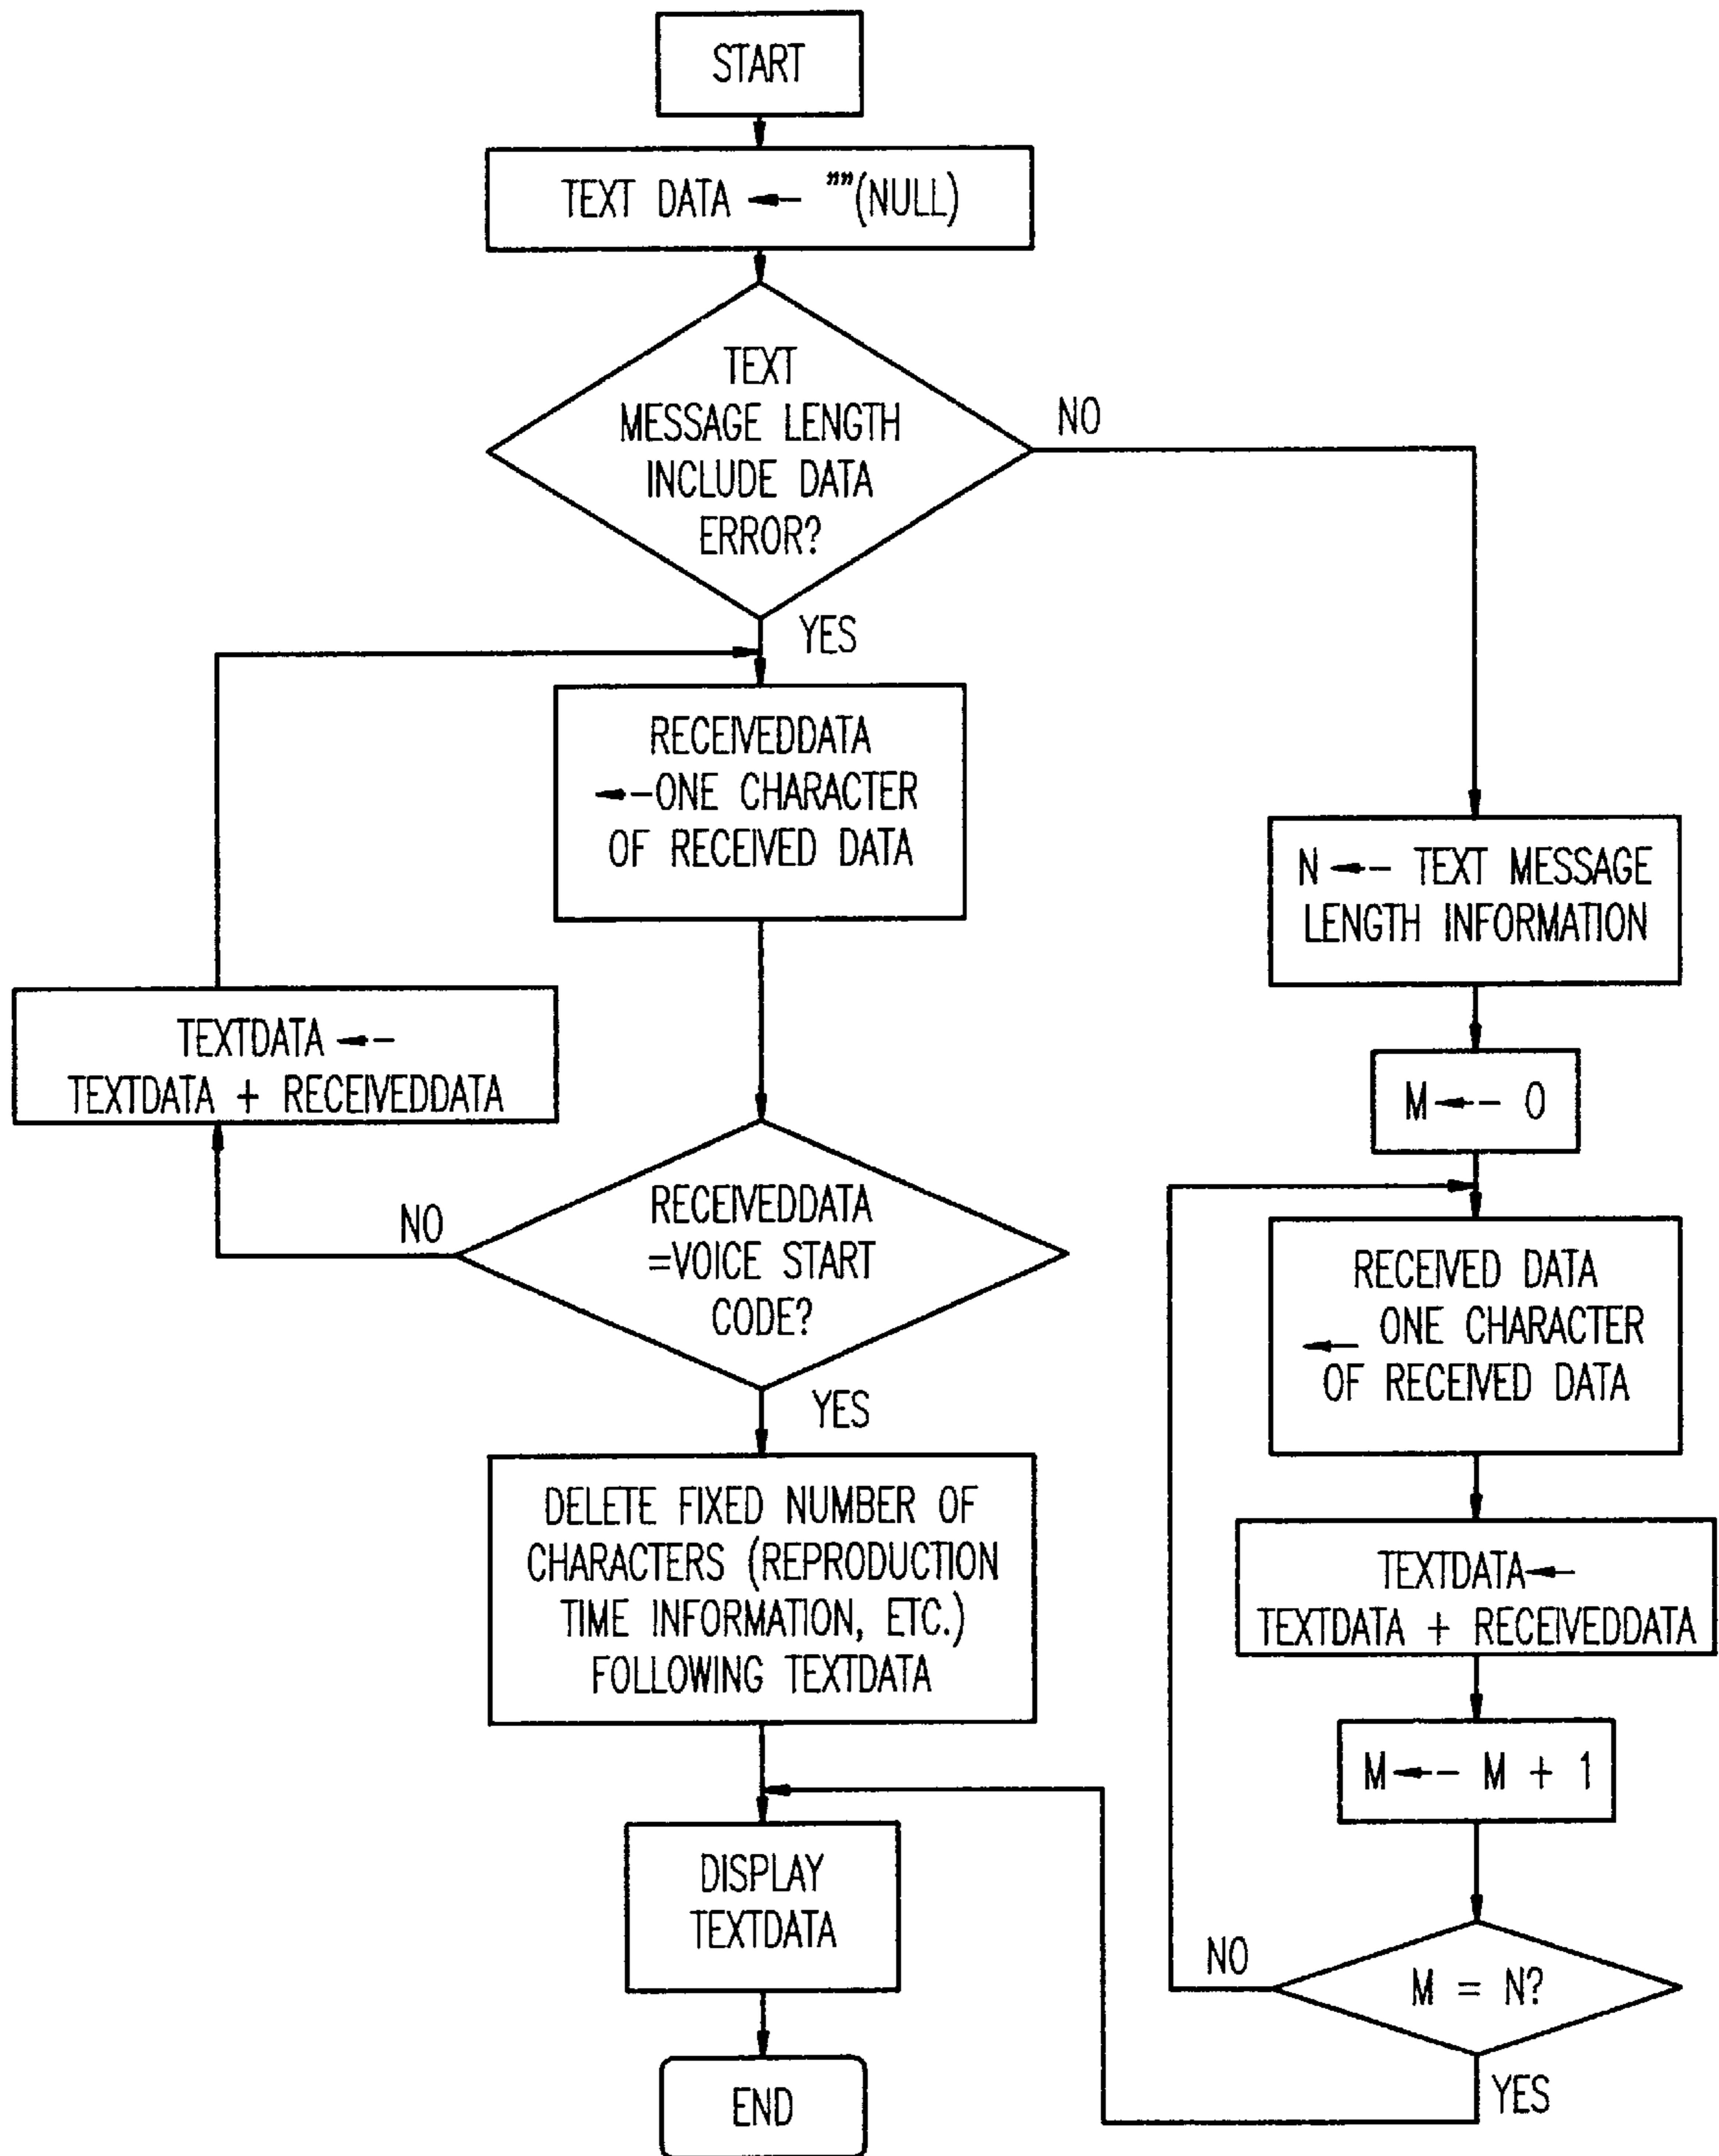 START
TEXT DATA ← ""(NULL)
TEXT
MESSAGE LENGTH
INCLUDE DATA
ERROR?
NO
YES
RECEIVEDDATA
←ONE CHARACTER
OF RECEIVED DATA
TEXTDATA ←
TEXTDATA + RECEIVEDDATA
NO
RECEIVEDDATA
=VOICE START
CODE?
YES
DELETE FIXED NUMBER OF
CHARACTERS (REPRODUCTION
TIME INFORMATION, ETC.)
FOLLOWING TEXTDATA
DISPLAY
TEXTDATA
END
N ← TEXT MESSAGE
LENGTH INFORMATION
M ← 0
RECEIVED DATA
← ONE CHARACTER
OF RECEIVED DATA
TEXTDATA←
TEXTDATA + RECEIVEDDATA
M ← M + 1
NO
M = N?
YES